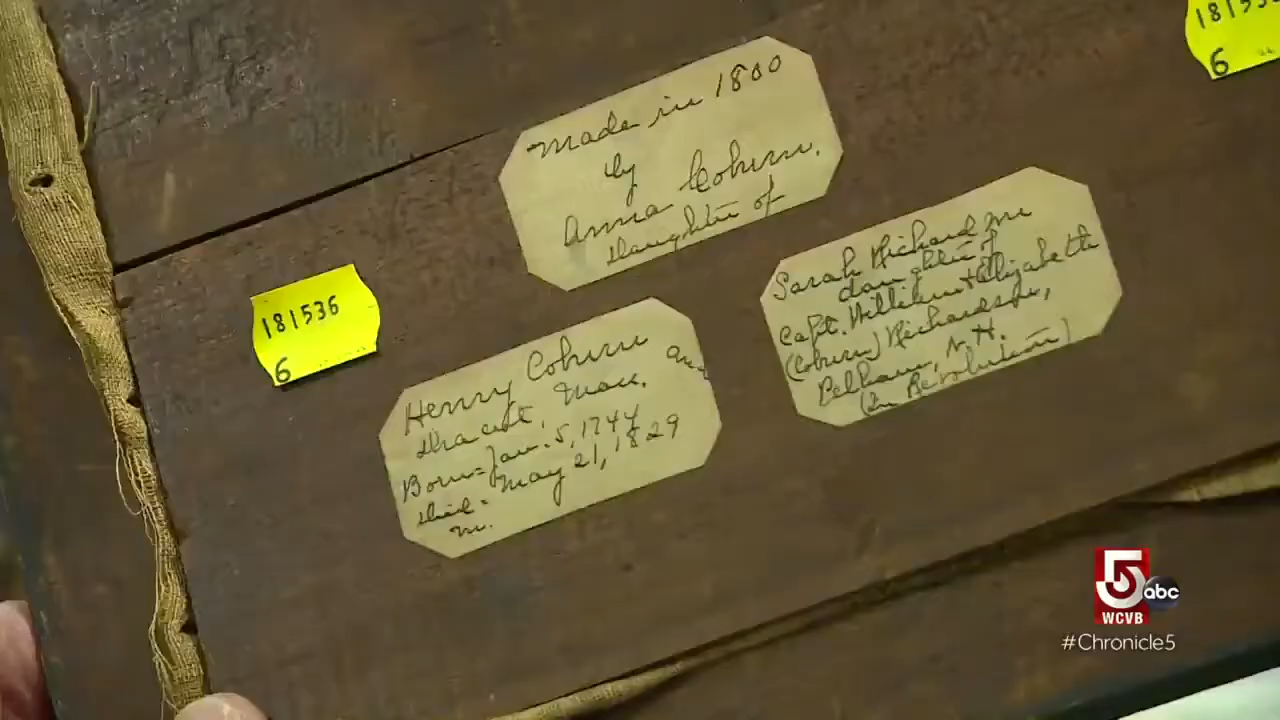 181536
6
Made in 1800
by
Anna Coburn,
Daughter of
Sarah Richardson
daughter of
Capt. William + Elizabeth
(Coburn) Richardson,
Pelham, N. H.
(In Revolution)
181536
6
Henry Coburn and
Dracut, Mass.
Born = Jan. 5, 1744
Died = May 21, 1829
m.
5 abc
WCVB
#Chronicle5